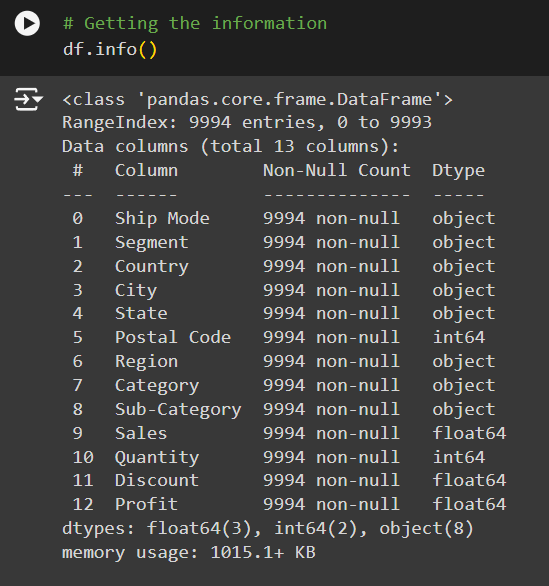 # Getting the information
df.info()
<class 'pandas.core.frame.DataFrame'>
RangeIndex: 9994 entries, 0 to 9993
Data columns (total 13 columns):
 #   Column        Non-Null Count  Dtype
---  ------        --------------  -----
 0   Ship Mode     9994 non-null   object
 1   Segment       9994 non-null   object
 2   Country       9994 non-null   object
 3   City          9994 non-null   object
 4   State         9994 non-null   object
 5   Postal Code   9994 non-null   int64
 6   Region        9994 non-null   object
 7   Category      9994 non-null   object
 8   Sub-Category  9994 non-null   object
 9   Sales         9994 non-null   float64
 10  Quantity      9994 non-null   int64
 11  Discount      9994 non-null   float64
 12  Profit        9994 non-null   float64
dtypes: float64(3), int64(2), object(8)
memory usage: 1015.1+ KB